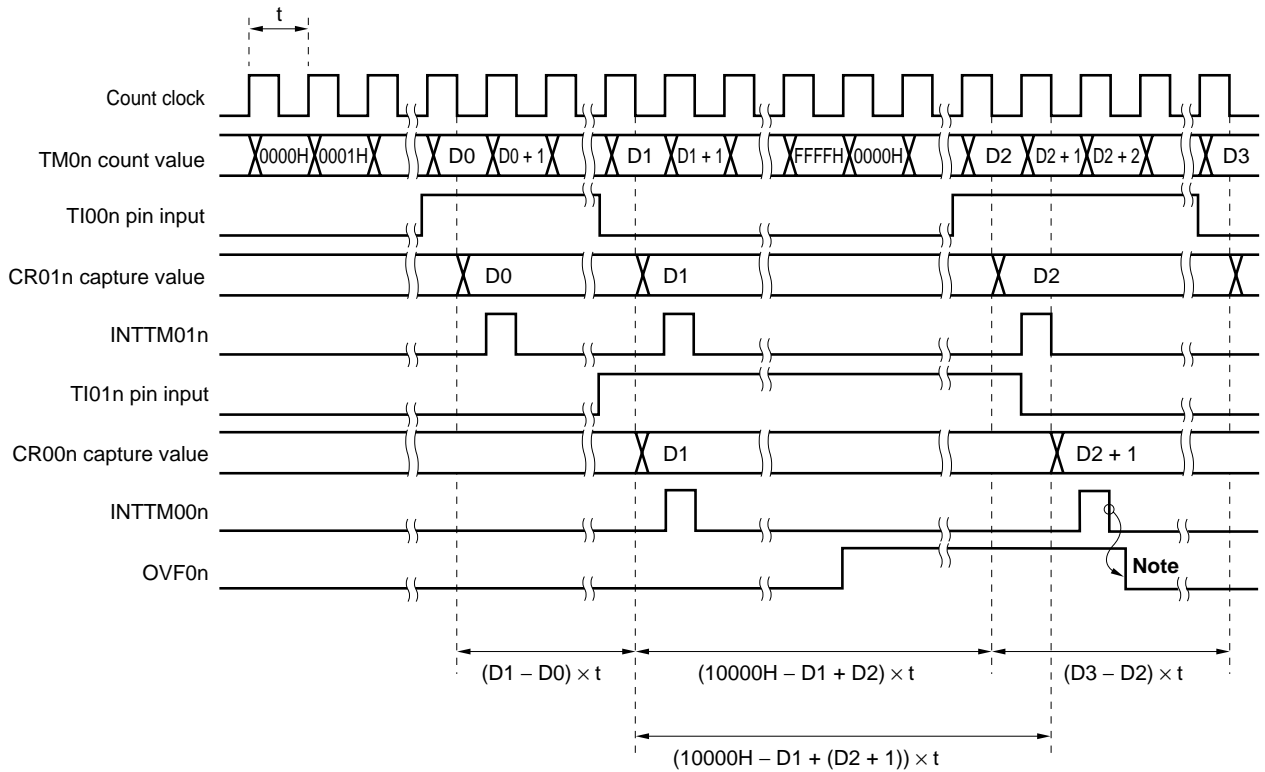 t
Count clock
TM0n count value 0000H 0001H D0 D0 + 1 D1 D1 + 1 FFFFH 0000H D2 D2 + 1 D2 + 2 D3
TI00n pin input
CR01n capture value D0 D1 D2
INTTM01n
TI01n pin input
CR00n capture value D1 D2 + 1
INTTM00n
OVF0n Note
(D1 − D0) × t (10000H − D1 + D2) × t (D3 − D2) × t
(10000H − D1 + (D2 + 1)) × t